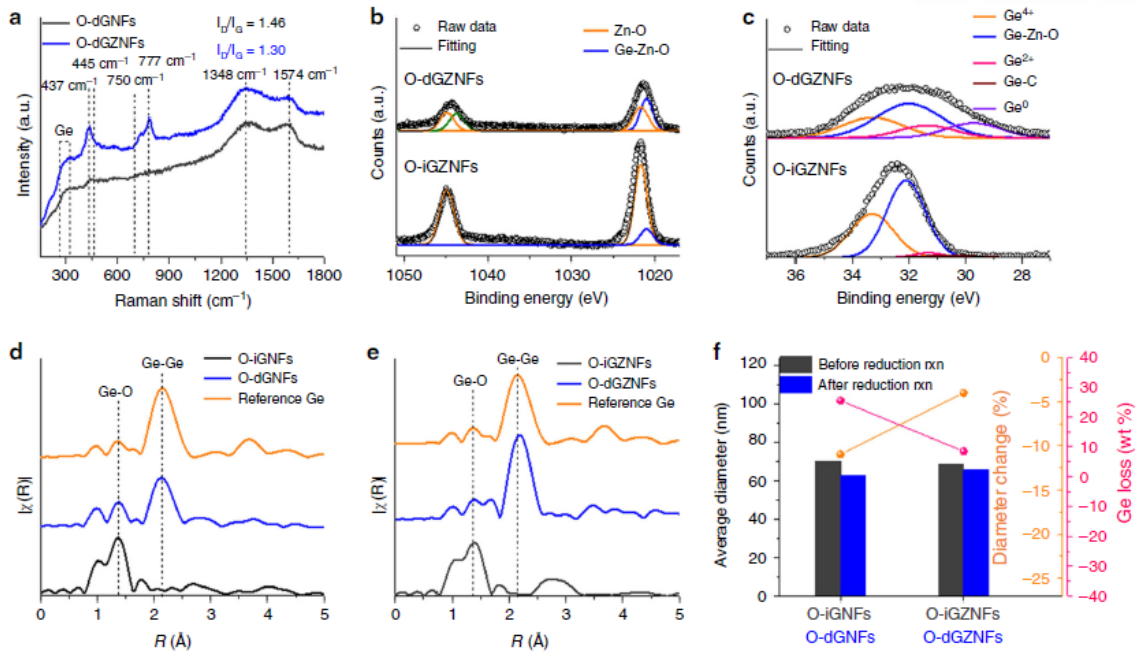 a
O-dGNFs
O-dGZNFs
I_D/I_G = 1.46
I_D/I_G = 1.30
445 cm⁻¹
777 cm⁻¹
437 cm⁻¹
750 cm⁻¹
1348 cm⁻¹
1574 cm⁻¹
Ge
Intensity (a.u.)
300 600 900 1200 1500 1800
Raman shift (cm⁻¹)
b
Raw data
Fitting
Zn-O
Ge-Zn-O
O-dGZNFs
O-iGZNFs
Counts (a.u.)
1050 1040 1030 1020
Binding energy (eV)
c
Raw data
Fitting
Ge⁴⁺
Ge-Zn-O
Ge²⁺
Ge-C
Ge⁰
O-dGZNFs
O-iGZNFs
Counts (a.u.)
36 34 32 30 28
Binding energy (eV)
d
Ge-Ge
Ge-O
O-iGNFs
O-dGNFs
Reference Ge
|χ(R)|
0 1 2 3 4 5
R (Å)
e
Ge-Ge
Ge-O
O-iGZNFs
O-dGZNFs
Reference Ge
|χ(R)|
0 1 2 3 4 5
R (Å)
f
Before reduction rxn
After reduction rxn
Average diameter (nm)
120
100
80
60
40
20
0
Diameter change (%)
0
−5
−10
−15
−20
−25
Ge loss (wt %)
40
30
20
10
0
−10
−20
−30
−40
O-iGNFs O-iGZNFs
O-dGNFs O-dGZNFs